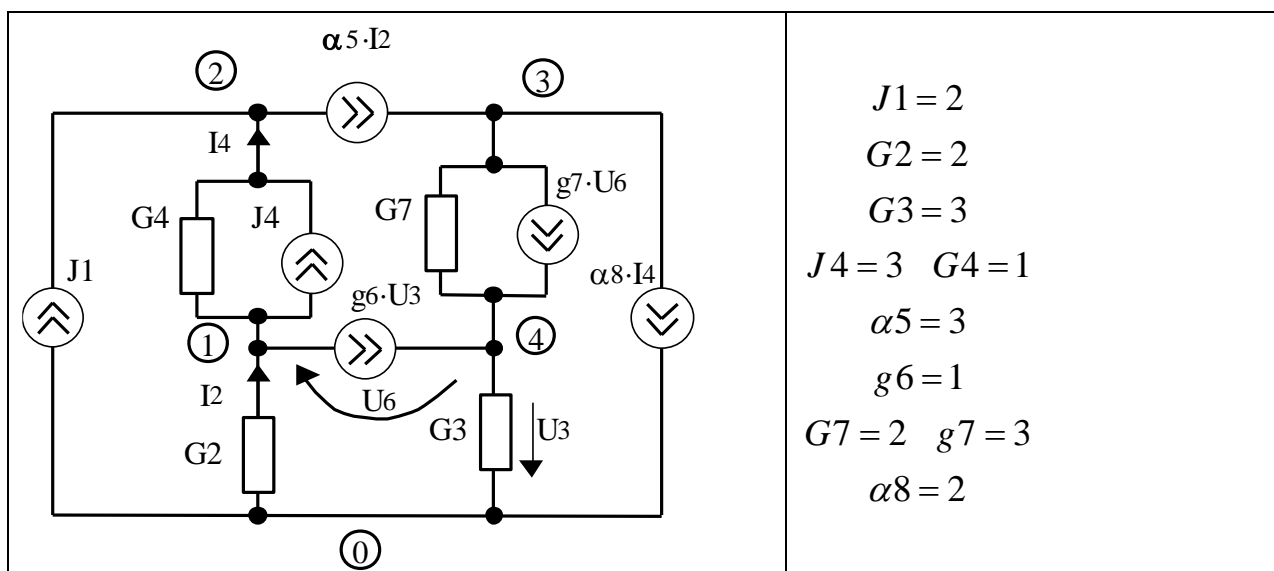 α5·I2
2
3
I4
g7·U6
G4
J4
G7
J1
g6·U3
α8·I4
1
4
I2
U6
G2
G3
U3
0
J1 = 2
G2 = 2
G3 = 3
J4 = 3 G4 = 1
α5 = 3
g6 = 1
G7 = 2 g7 = 3
α8 = 2